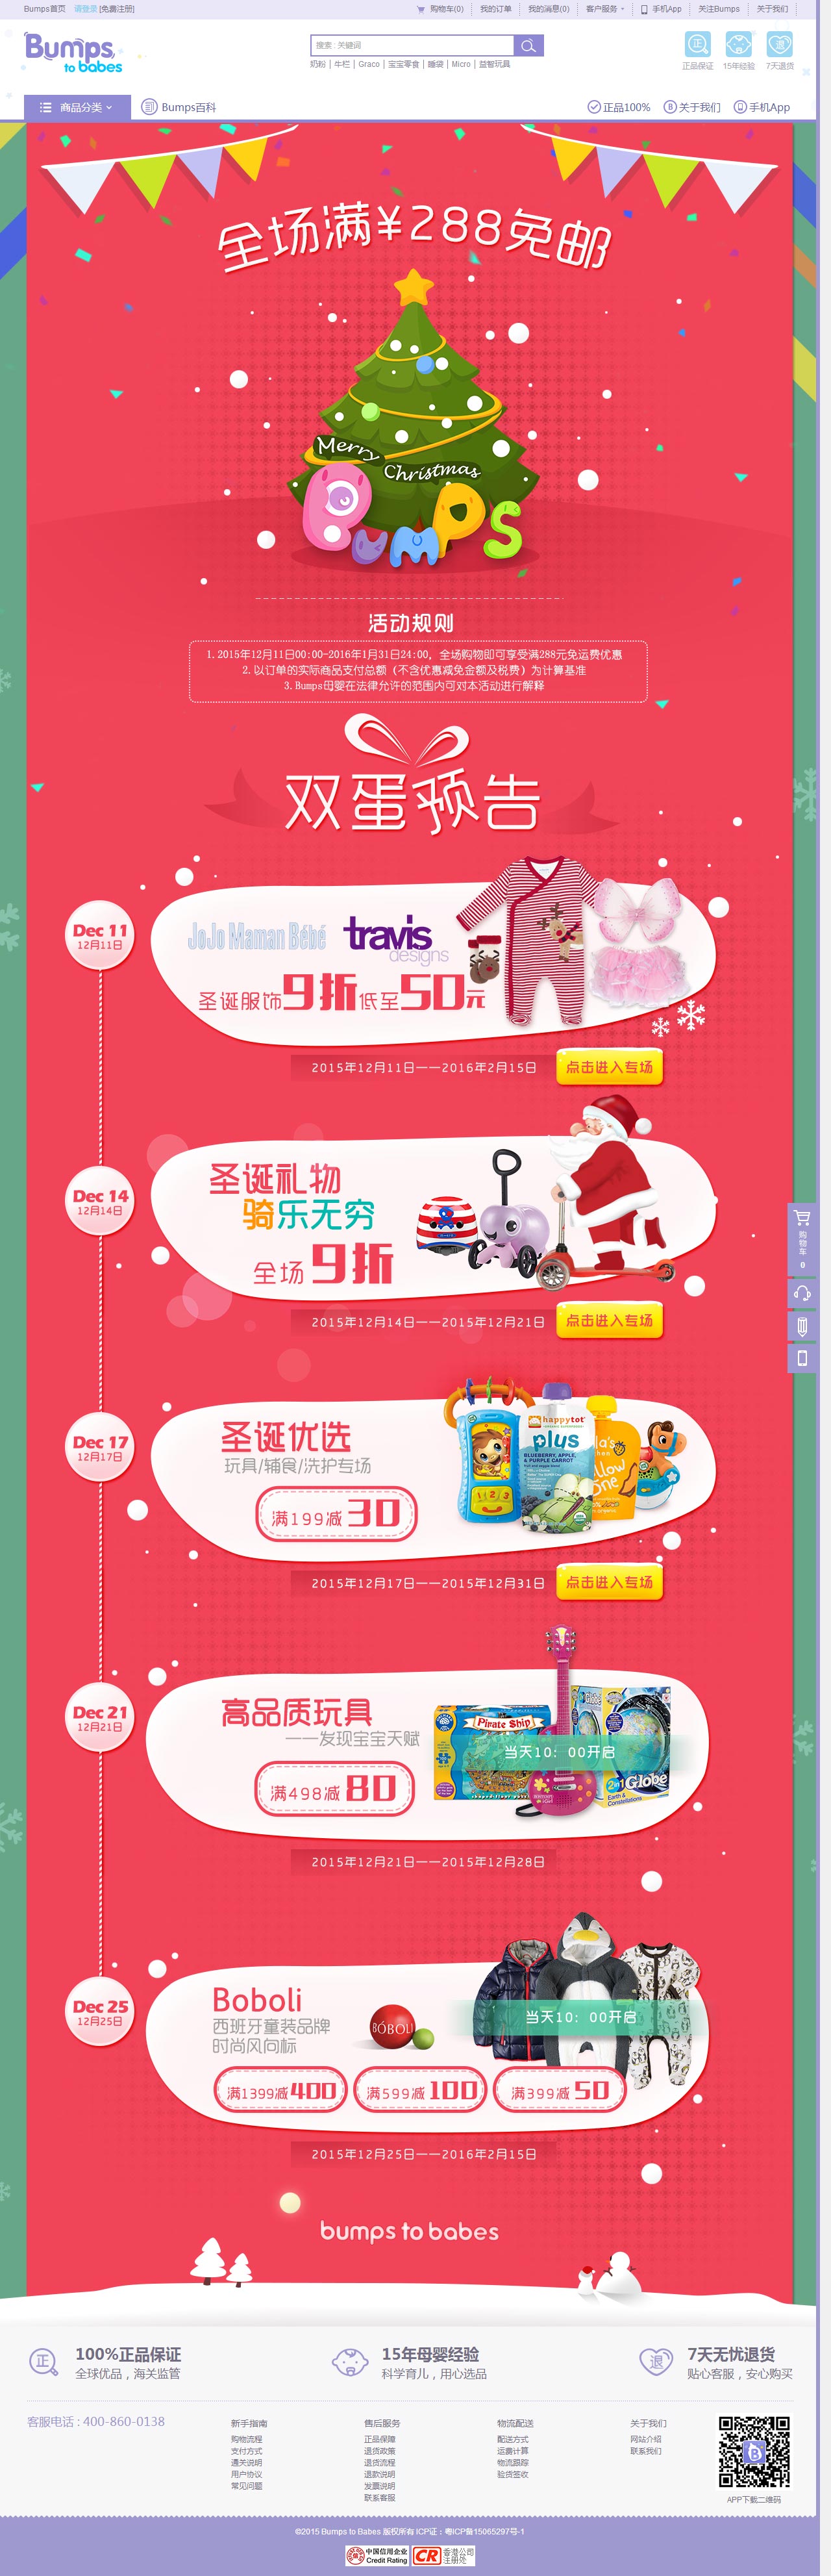 Bumps首页 请登录 [免费注册] 购物车(0) 我的订单 我的消息(0) 客户服务 手机App 关注Bumps 关于我们
Bumps
to babes
搜索: 关键词
奶粉 | 牛栏 | Graco | 宝宝零食 | 睡袋 | Micro | 益智玩具
正
退
正品保证 15年经验 7天退货
商品分类 Bumps百科 正品100% 关于我们 手机App
全场满¥288免邮
Merry
Christmas
BUMPS
活动规则
1.2015年12月11日00:00-2016年1月31日24:00, 全场购物即可享受满288元免运费优惠
2.以订单的实际商品支付总额（不含优惠减免金额及税费）为计算基准
3.Bumps母婴在法律允许的范围内可对本活动进行解释
双蛋预告
Dec 11
12月11日
JoJo Maman Bébé travis
designs
圣诞服饰9折低至50元
2015年12月11日——2016年2月15日 点击进入专场
Dec 14
12月14日
圣诞礼物
骑乐无穷
全场9折
2015年12月14日——2015年12月21日 点击进入专场
购物车
0
Dec 17
12月17日
圣诞优选
玩具/辅食/洗护专场
满199减30
happytot
plus
BLUEBERRY, APPLE,
& PURPLE CARROT
2015年12月17日——2015年12月31日 点击进入专场
Dec 21
12月21日
高品质玩具
——发现宝宝天赋
满498减80
Pirate Ship
当天10: 00开启
2in1 Globe
Earth &
Constellations
2015年12月21日——2015年12月28日
Dec 25
12月25日
Boboli
西班牙童装品牌
时尚风向标
BÓBOLI
当天10: 00开启
满1399减400 满599减100 满399减50
2015年12月25日——2016年2月15日
bumps to babes
正 100%正品保证 15年母婴经验 退 7天无忧退货
全球优品，海关监管 科学育儿，用心选品 贴心客服，安心购买
客服电话 : 400-860-0138
新手指南
购物流程
支付方式
通关说明
用户协议
常见问题
售后服务
正品保障
退货政策
退货流程
退款说明
发票说明
联系客服
物流配送
配送方式
运费计算
物流跟踪
验货签收
关于我们
网站介绍
联系我们
B
APP下载二维码
©2015 Bumps to Babes 版权所有 ICP证：粤ICP备15065297号-1
中国信用企业
Credit Rating
CR 香港公司
注册处